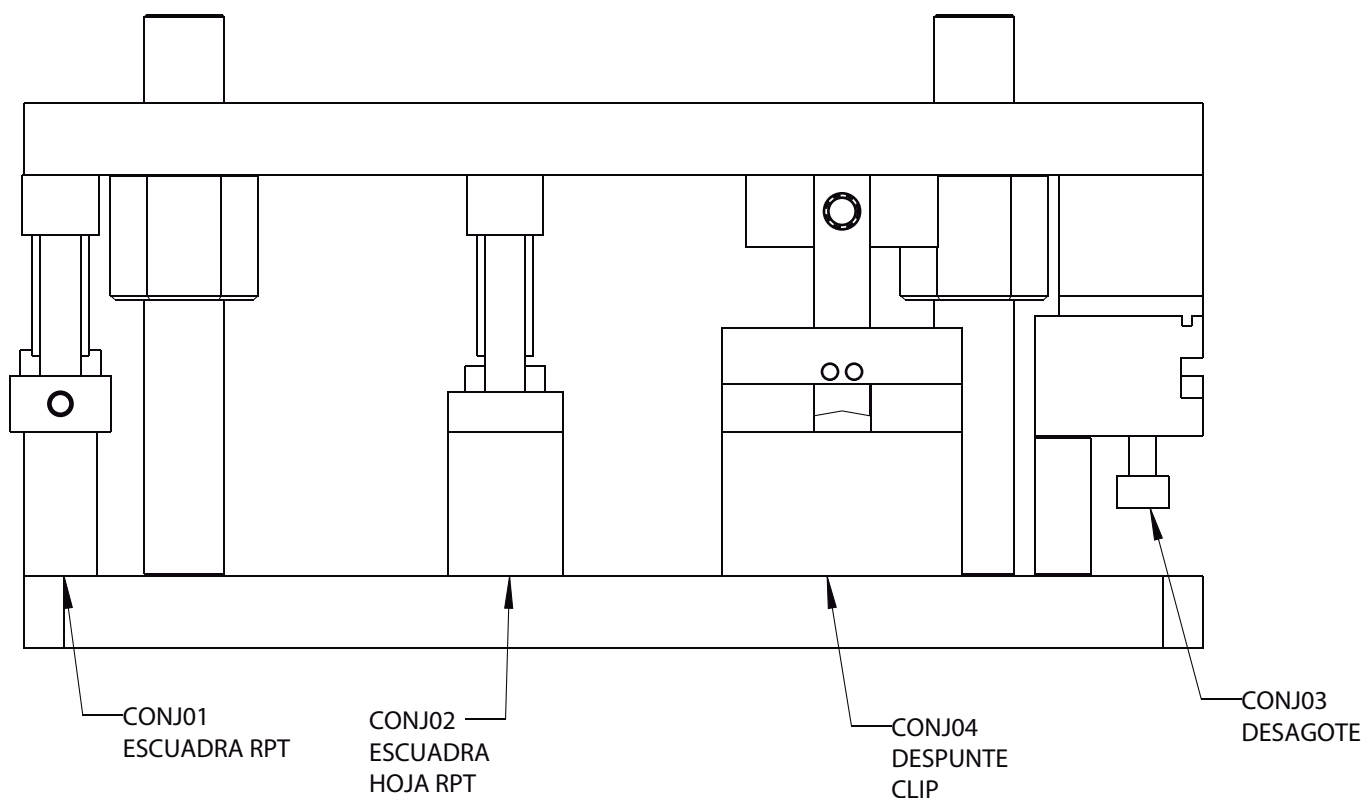 CONJ01
ESCUADRA RPT
CONJ02
ESCUADRA
HOJA RPT
CONJ04
DESPUNTE
CLIP
CONJ03
DESAGOTE